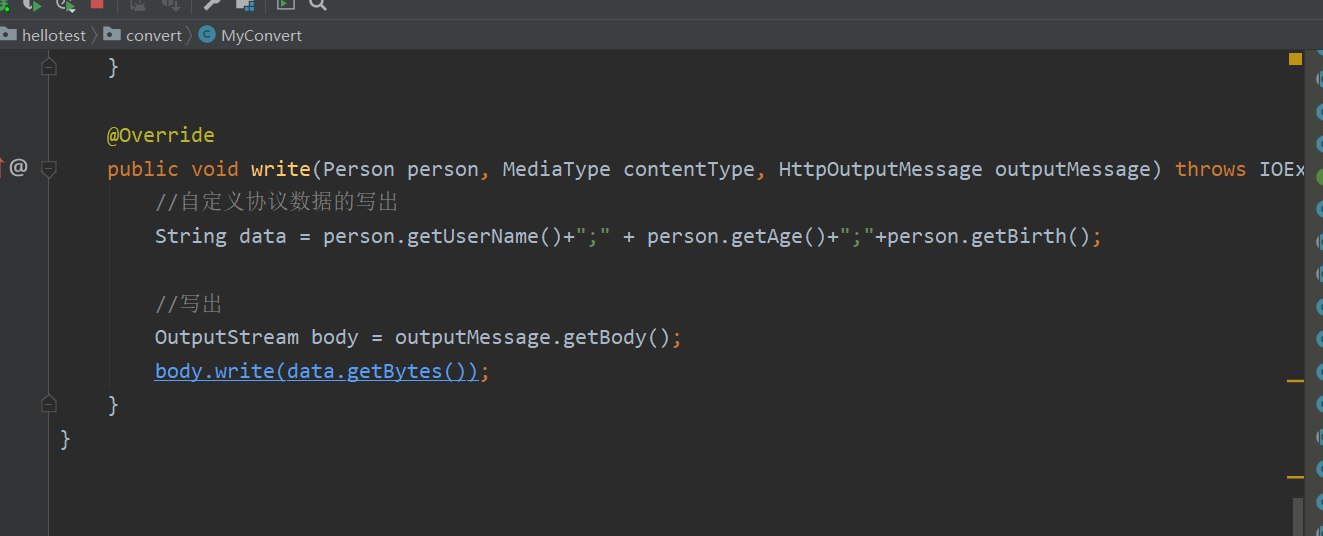 hellotest convert MyConvert
}
@Override
public void write(Person person, MediaType contentType, HttpOutputMessage outputMessage) throws IOEx
//自定义协议数据的写出
String data = person.getUserName()+";" + person.getAge()+";"+person.getBirth();
//写出
OutputStream body = outputMessage.getBody();
body.write(data.getBytes());
}
}